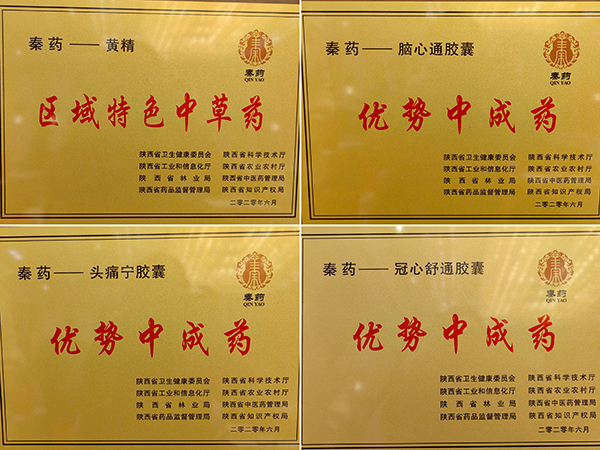 秦药——黄精
秦药
QIN YAO
区域特色中草药
陕西省卫生健康委员会 陕西省科学技术厅
陕西省工业和信息化厅 陕西省农业农村厅
陕西省林业局 陕西省中医药管理局
陕西省药品监督管理局 陕西省知识产权局
二〇二〇年六月
秦药——脑心通胶囊
秦药
QIN YAO
优势中成药
陕西省卫生健康委员会 陕西省科学技术厅
陕西省工业和信息化厅 陕西省农业农村厅
陕西省林业局 陕西省中医药管理局
陕西省药品监督管理局 陕西省知识产权局
二〇二〇年六月
秦药——头痛宁胶囊
秦药
QIN YAO
优势中成药
陕西省卫生健康委员会 陕西省科学技术厅
陕西省工业和信息化厅 陕西省农业农村厅
陕西省林业局 陕西省中医药管理局
陕西省药品监督管理局 陕西省知识产权局
二〇二〇年六月
秦药——冠心舒通胶囊
秦药
QIN YAO
优势中成药
陕西省卫生健康委员会 陕西省科学技术厅
陕西省工业和信息化厅 陕西省农业农村厅
陕西省林业局 陕西省中医药管理局
陕西省药品监督管理局 陕西省知识产权局
二〇二〇年六月